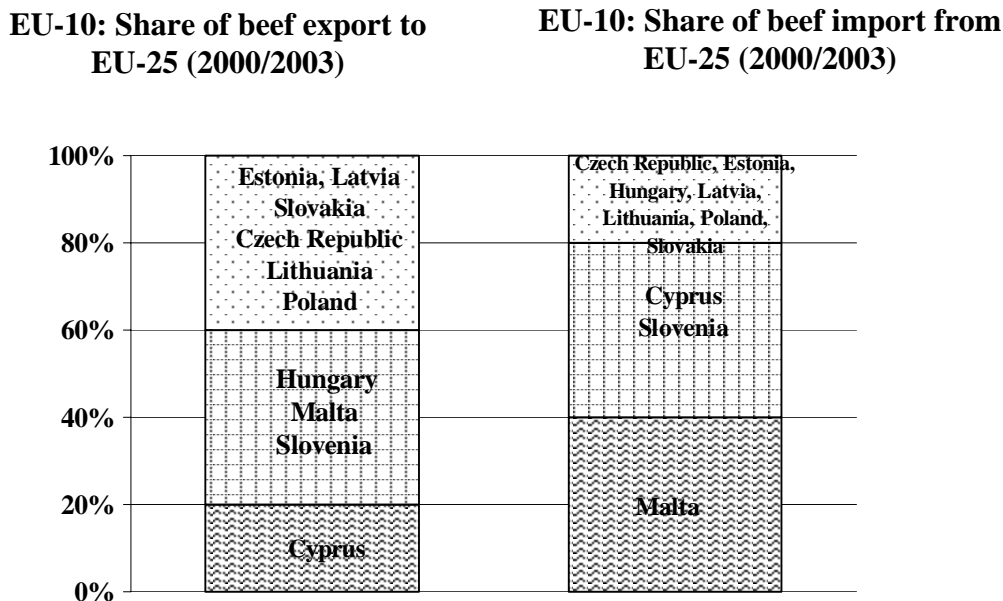 EU-10: Share of beef export to
EU-25 (2000/2003)
EU-10: Share of beef import from
EU-25 (2000/2003)
100%
80%
60%
40%
20%
0%
Estonia, Latvia
Slovakia
Czech Republic
Lithuania
Poland
Hungary
Malta
Slovenia
Cyprus
Czech Republic, Estonia,
Hungary, Latvia,
Lithuania, Poland,
Slovakia
Cyprus
Slovenia
Malta